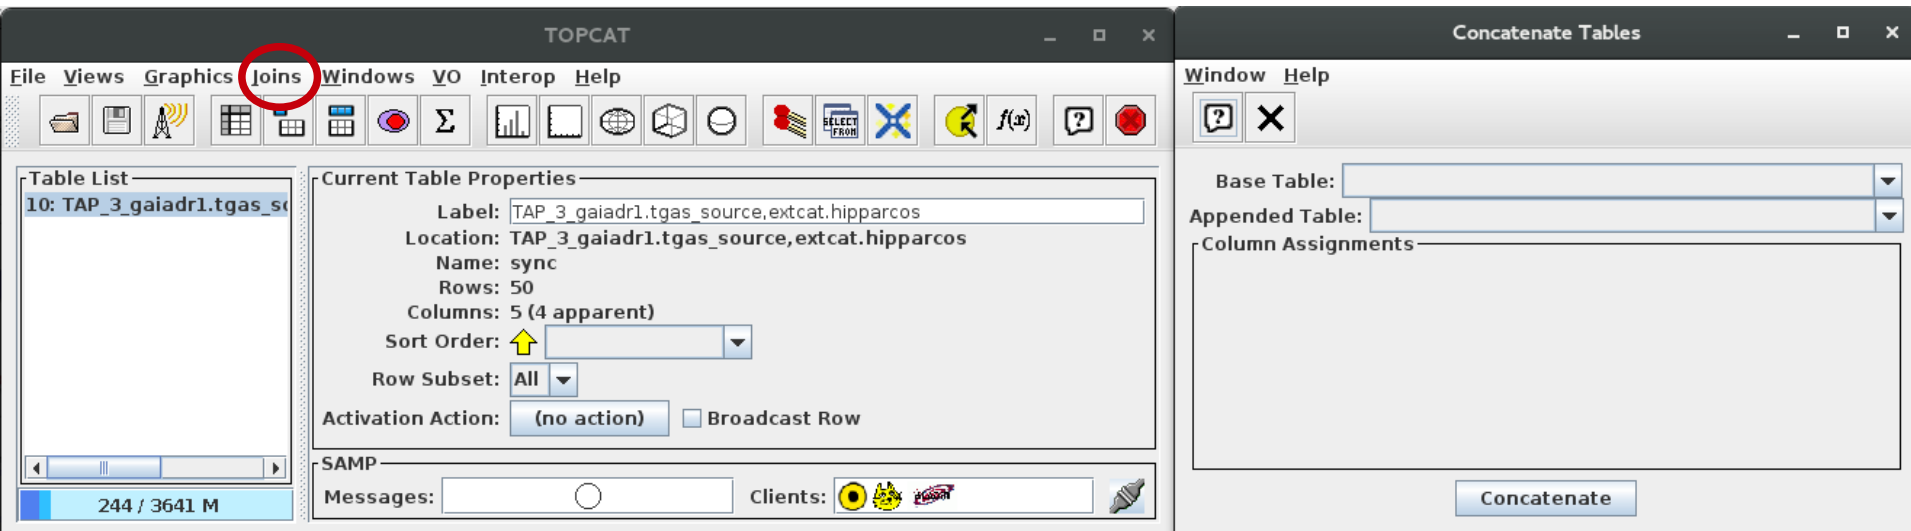 TOPCAT
File Views Graphics Joins Windows VO Interop Help
SELECT
FROM
f(x)
Table List
10: TAP_3_gaiadr1.tgas_so
244 / 3641 M
Current Table Properties
Label: TAP_3_gaiadr1.tgas_source,extcat.hipparcos
Location: TAP_3_gaiadr1.tgas_source,extcat.hipparcos
Name: sync
Rows: 50
Columns: 5 (4 apparent)
Sort Order:
Row Subset: All
Activation Action: (no action) Broadcast Row
SAMP
Messages: Clients:
Concatenate Tables
Window Help
Base Table:
Appended Table:
Column Assignments
Concatenate